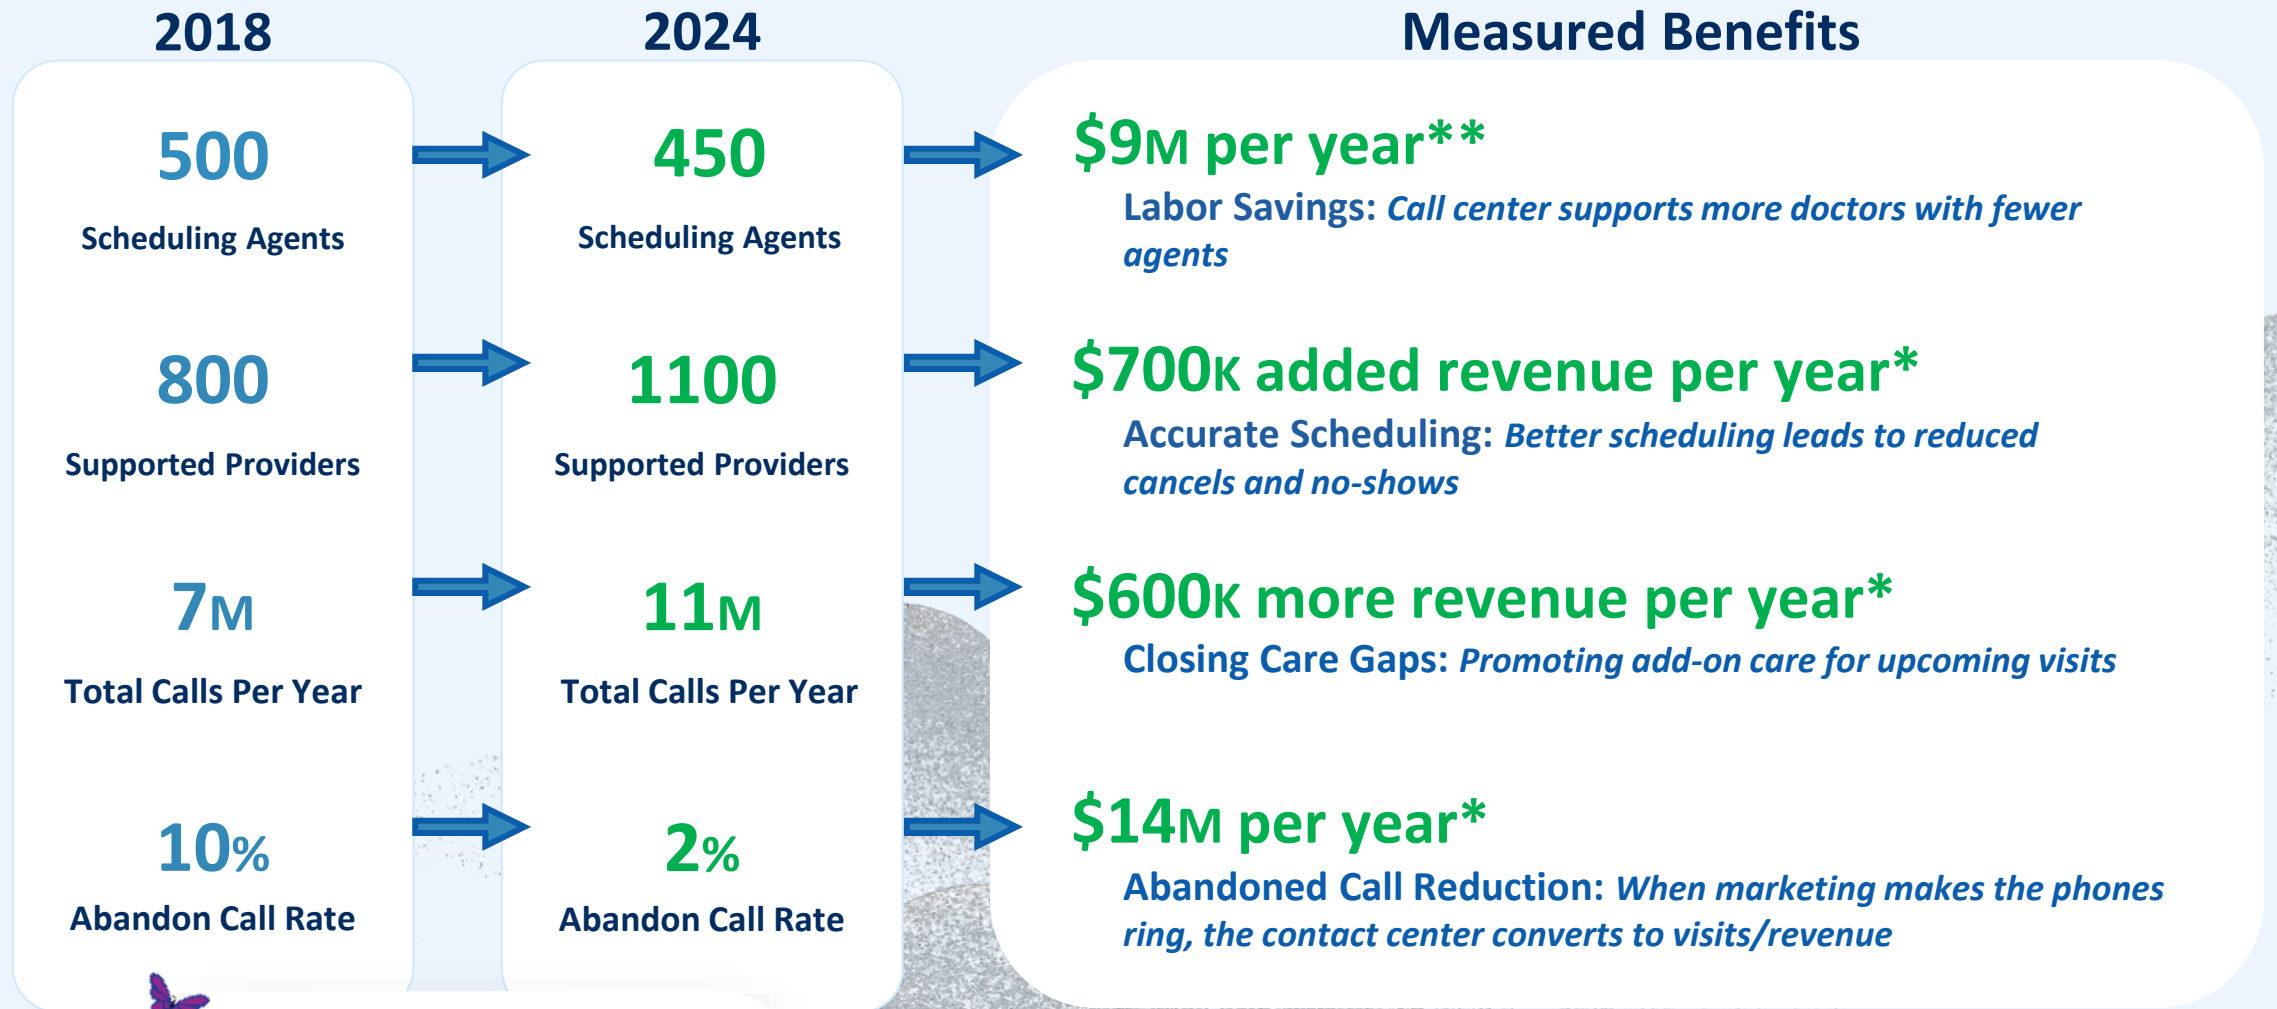 2018
2024
Measured Benefits
500
Scheduling Agents
450
Scheduling Agents
$9M per year**
Labor Savings: Call center supports more doctors with fewer
agents
800
Supported Providers
1100
Supported Providers
$700K added revenue per year*
Accurate Scheduling: Better scheduling leads to reduced
cancels and no-shows
7M
Total Calls Per Year
11M
Total Calls Per Year
$600K more revenue per year*
Closing Care Gaps: Promoting add-on care for upcoming visits
10%
Abandon Call Rate
2%
Abandon Call Rate
$14M per year*
Abandoned Call Reduction: When marketing makes the phones
ring, the contact center converts to visits/revenue